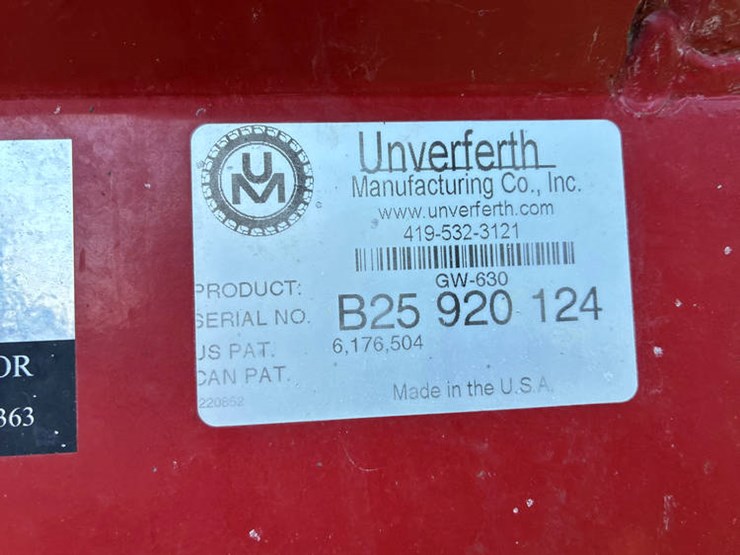 UM
Unverferth
Manufacturing Co., Inc.
www.unverferth.com
419-532-3121
PRODUCT: GW-630
SERIAL NO. B25 920 124
US PAT. 6,176,504
CAN PAT.
220852
Made in the U.S.A.
OR
363